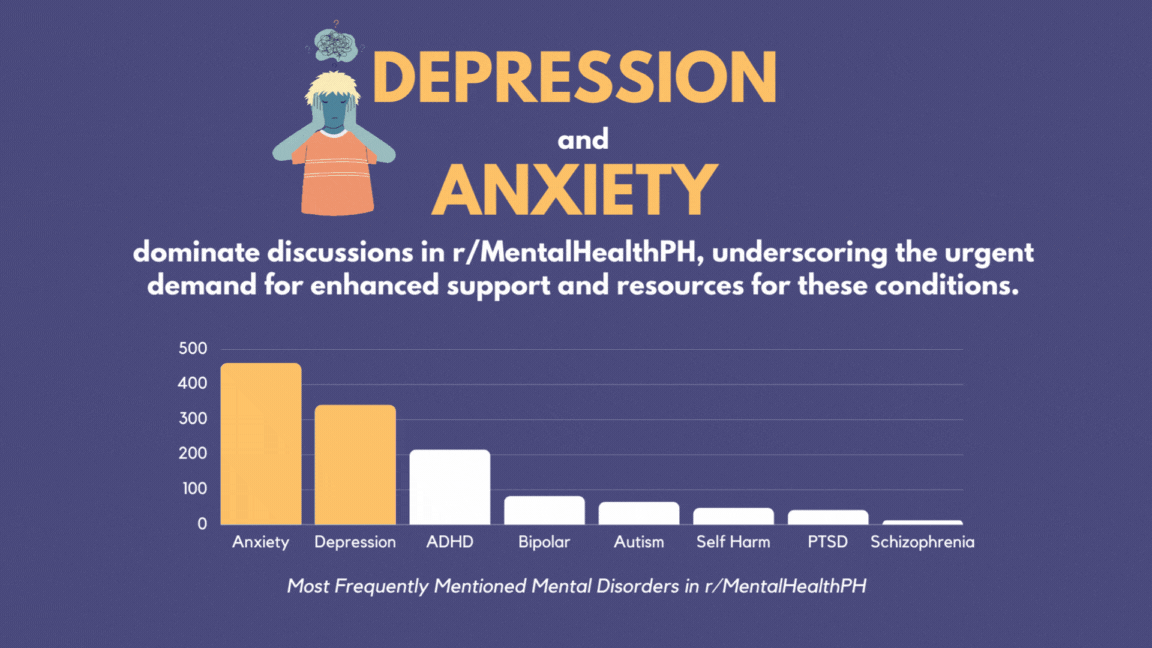 DEPRESSION
and
ANXIETY
dominate discussions in r/MentalHealthPH, underscoring the urgent
demand for enhanced support and resources for these conditions.
500
400
300
200
100
0
Anxiety Depression ADHD Bipolar Autism Self Harm PTSD Schizophrenia
Most Frequently Mentioned Mental Disorders in r/MentalHealthPH